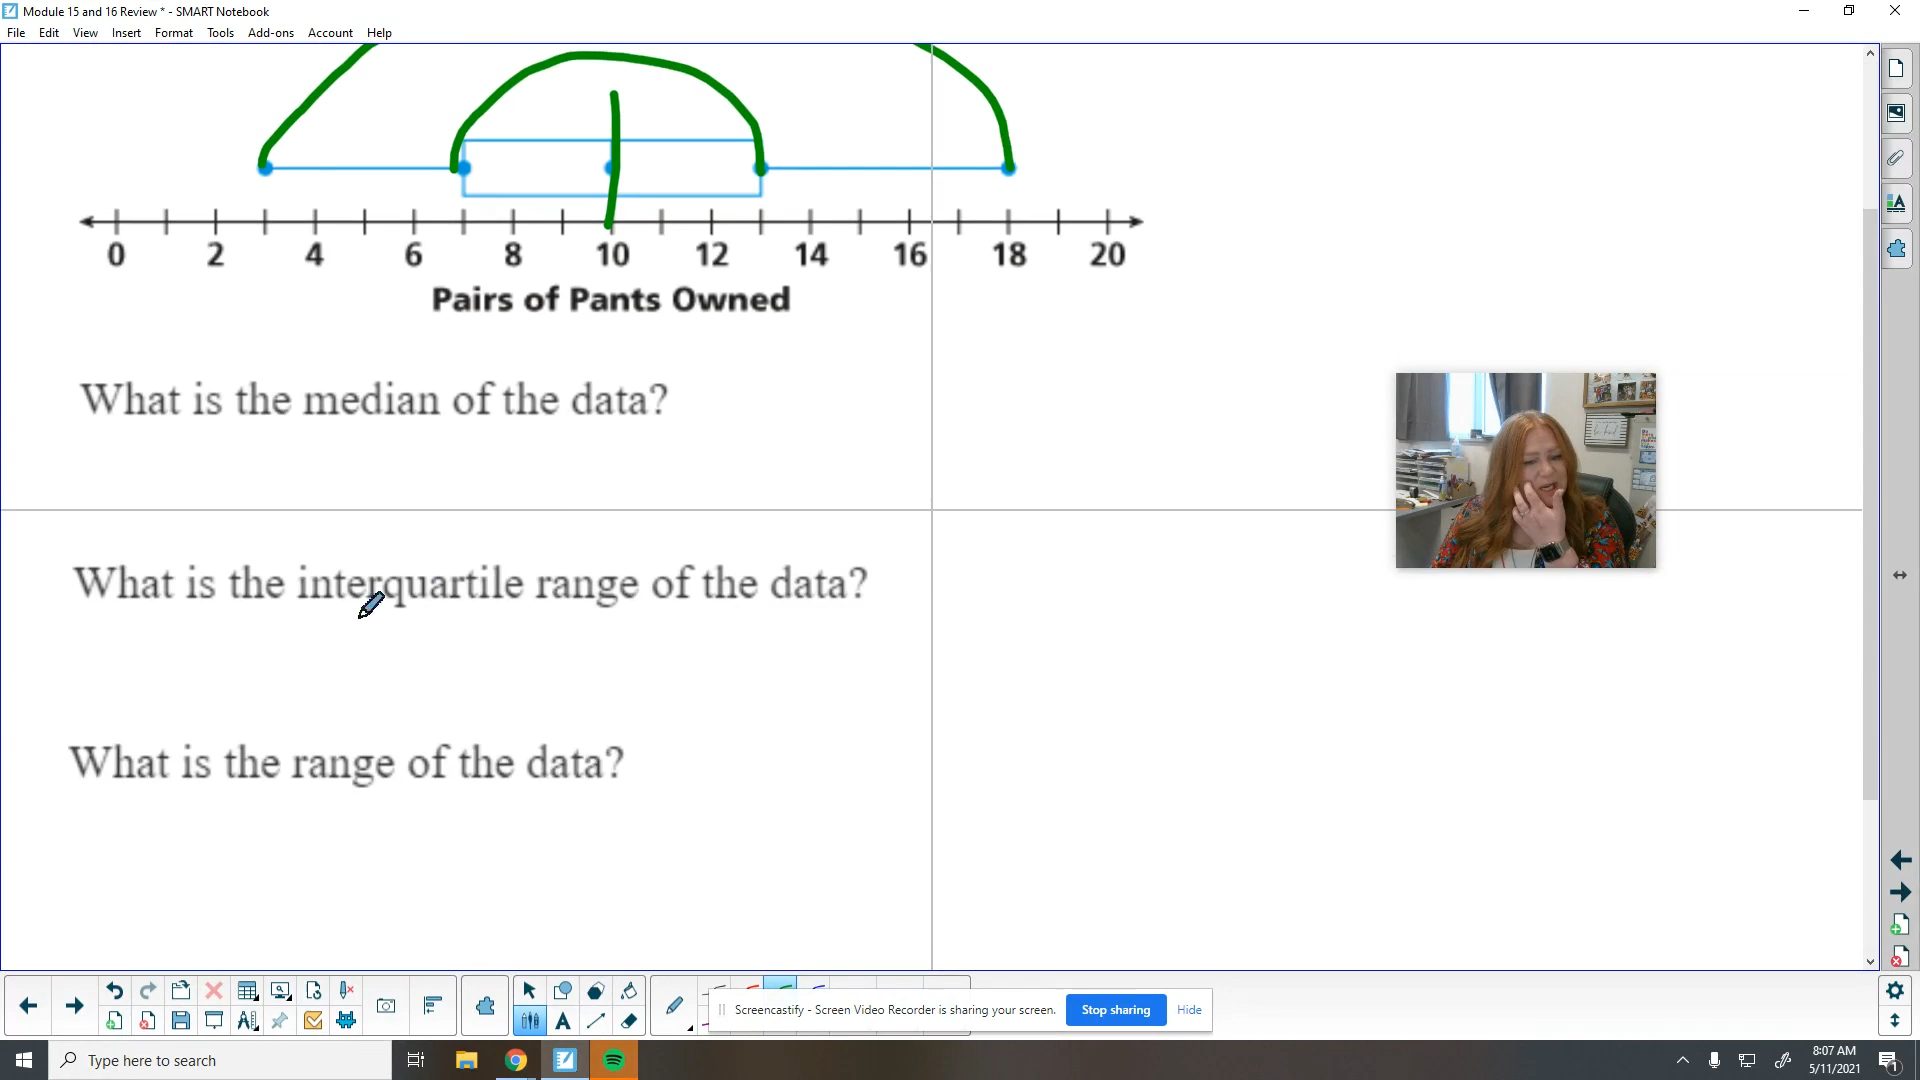 Module 15 and 16 Review * - SMART Notebook
File Edit View Insert Format Tools Add-ons Account Help
0 2 4 6 8 10 12 14 16 18 20
Pairs of Pants Owned
What is the median of the data?
What is the interquartile range of the data?
What is the range of the data?
Screencastify - Screen Video Recorder is sharing your screen. Stop sharing Hide
Type here to search
8:07 AM
5/11/2021